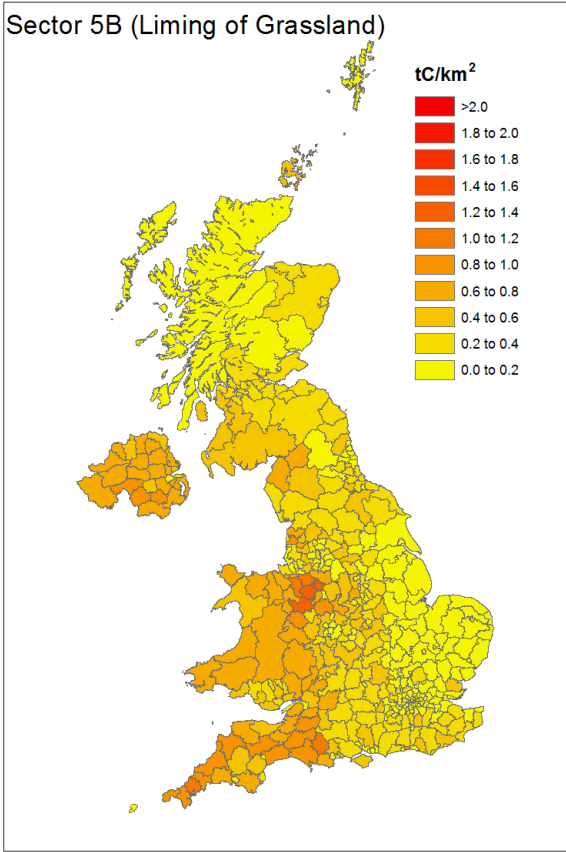 Sector 5B (Liming of Grassland)
tC/km²
>2.0
1.8 to 2.0
1.6 to 1.8
1.4 to 1.6
1.2 to 1.4
1.0 to 1.2
0.8 to 1.0
0.6 to 0.8
0.4 to 0.6
0.2 to 0.4
0.0 to 0.2